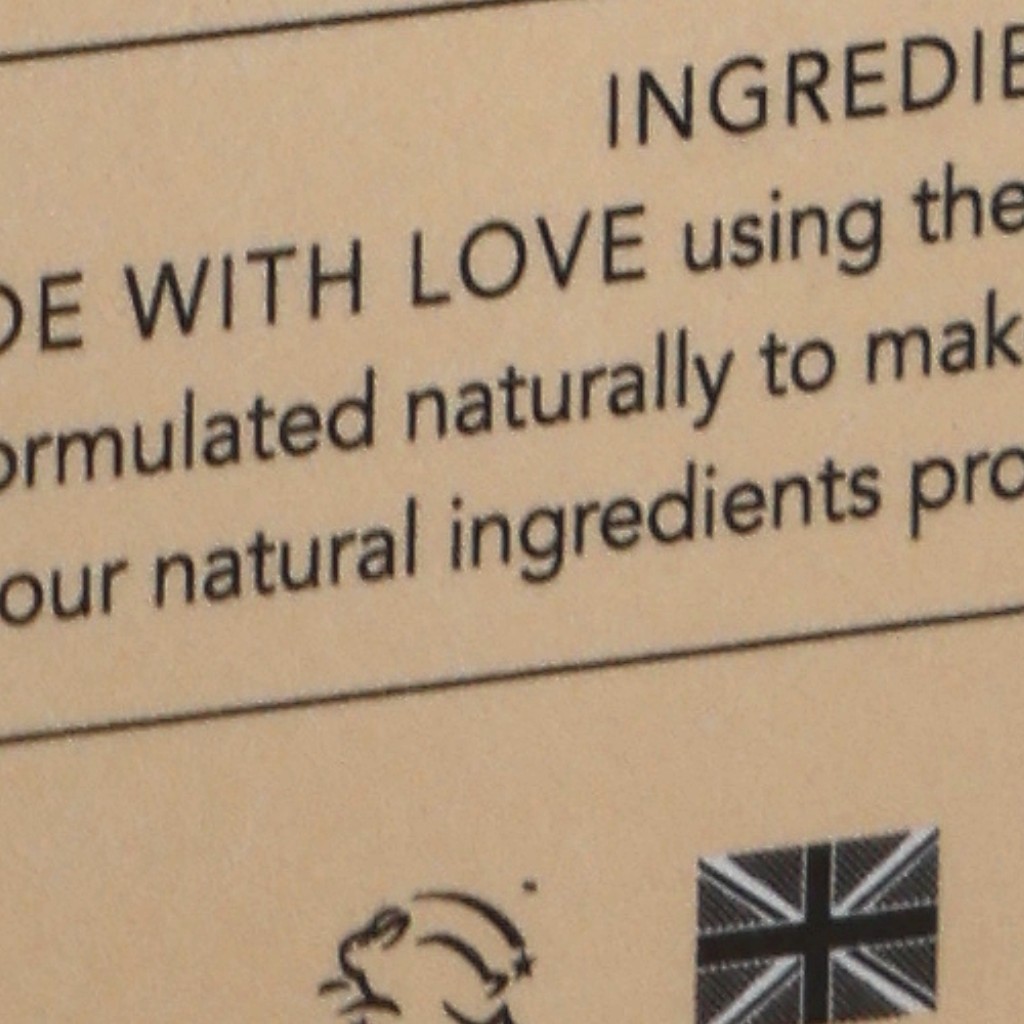 INGREDIE
DE WITH LOVE using the
ormulated naturally to mak
our natural ingredients pro